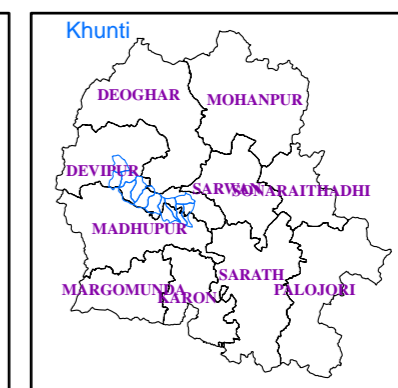 Khunti
DEOGHAR
MOHANPUR
DEVIPUR
SARWAN
SONARAITHADHI
MADHUPUR
SARATH
MARGOMUNDA
KARON
PALOJORI